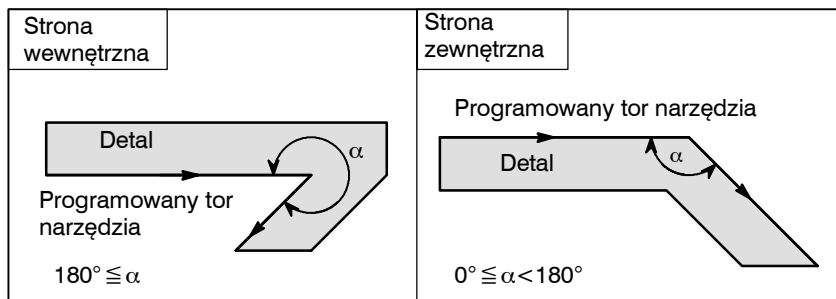 Strona
wewnętrzna
Detal
α
Programowany tor
narzędzia
180° ≦ α
Strona
zewnętrzna
Programowany tor narzędzia
Detal
α
0° ≦ α < 180°